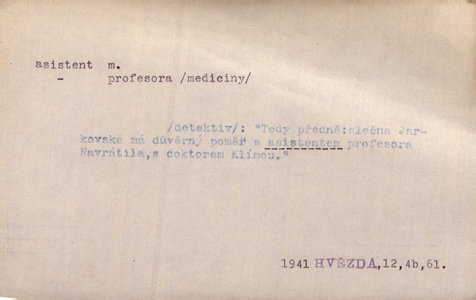 asistent m.
- profesora /mediciny/
/detektiv/: "Tedy předně:slečna Jar-
kovská má důvěrný poměr s asistentem profesora
Navrátila,s doktorem Klímou."
1941 HVĚZDA,12,4b,61.